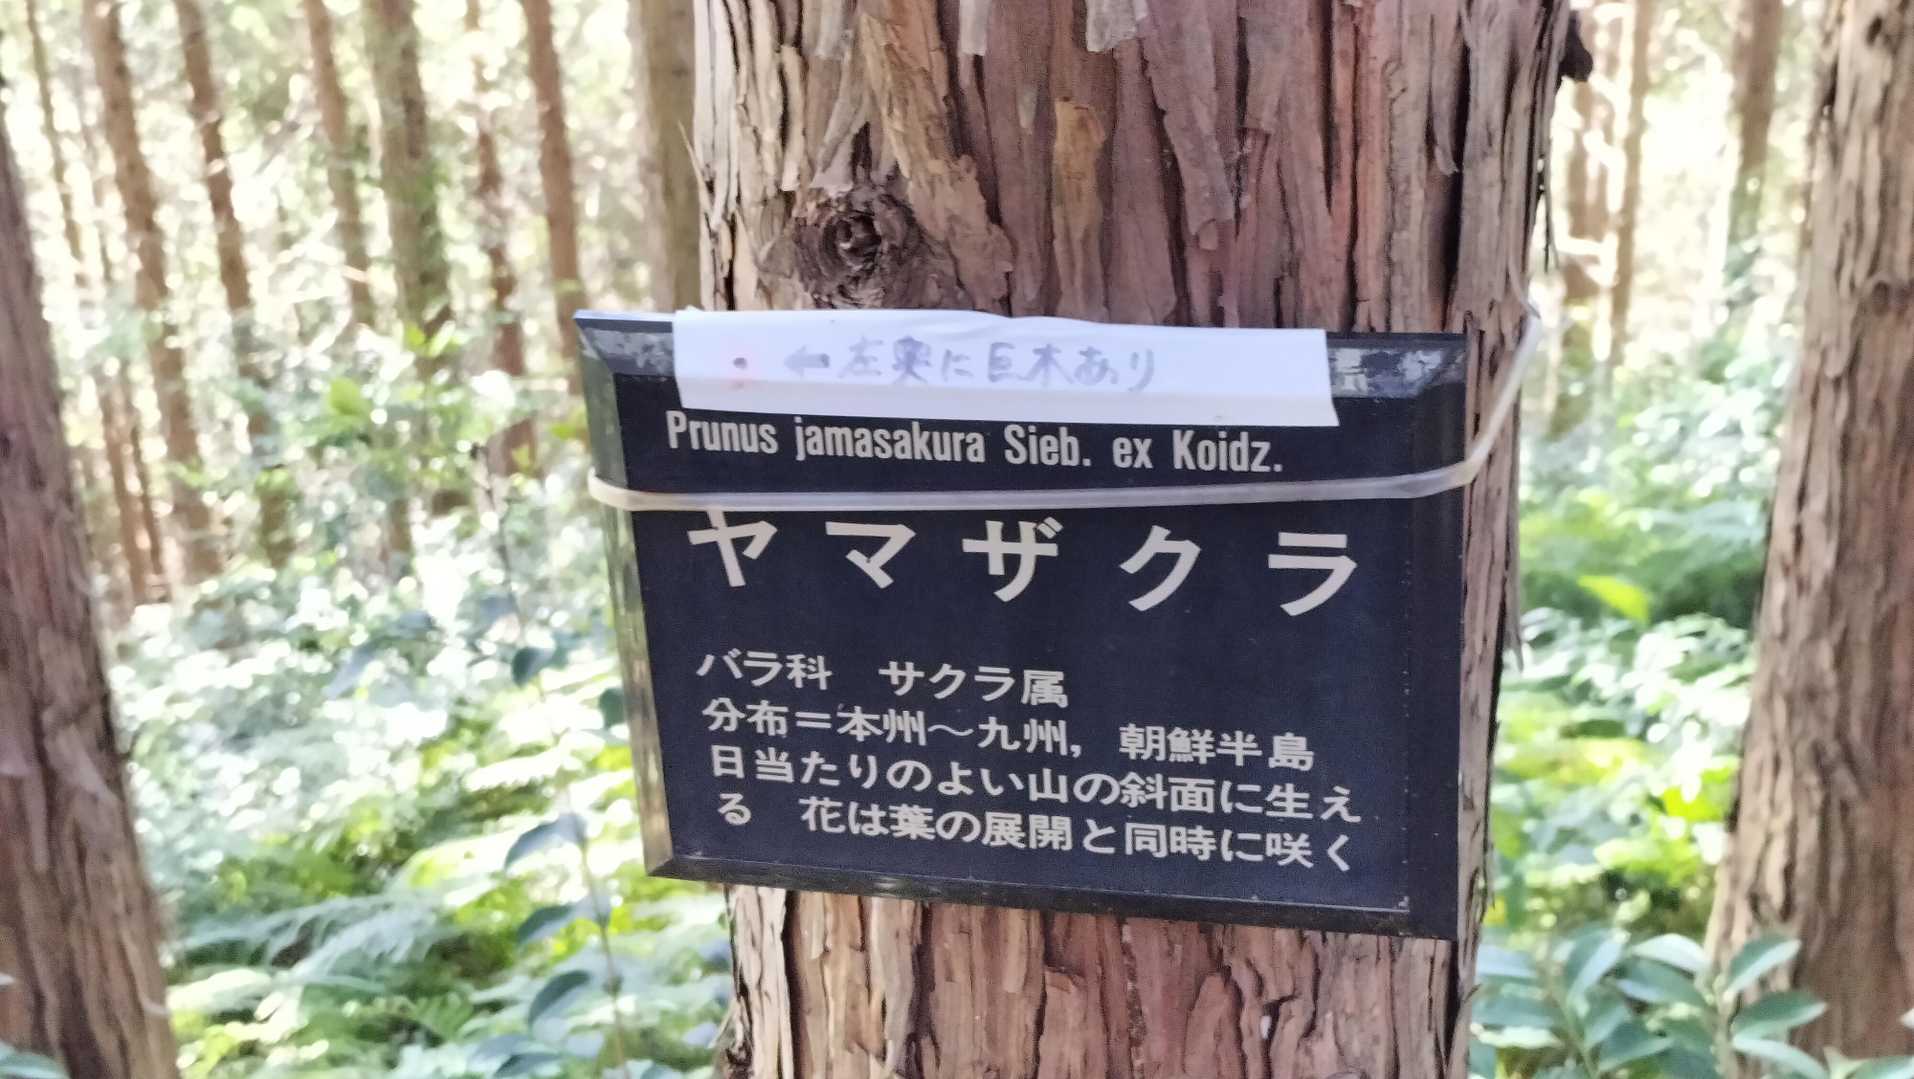 ←左奥に巨木あり
Prunus jamasakura Sieb. ex Koidz.
ヤマザクラ
バラ科 サクラ属
分布＝本州～九州, 朝鮮半島
日当たりのよい山の斜面に生え
る 花は葉の展開と同時に咲く